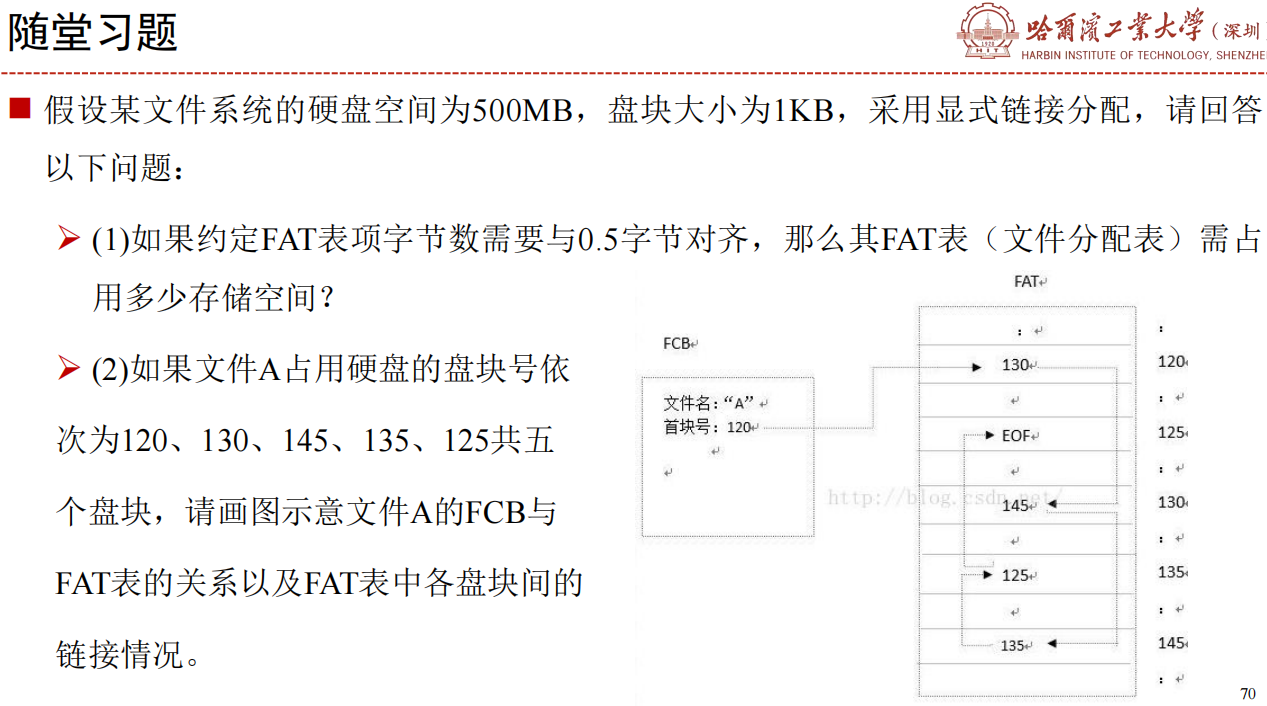 随堂习题
哈爾濱工業大學(深圳)
HARBIN INSTITUTE OF TECHNOLOGY, SHENZHE
■ 假设某文件系统的硬盘空间为500MB，盘块大小为1KB，采用显式链接分配，请回答
以下问题：
➢ (1)如果约定FAT表项字节数需要与0.5字节对齐，那么其FAT表（文件分配表）需占
用多少存储空间？
➢ (2)如果文件A占用硬盘的盘块号依
次为120、130、145、135、125共五
个盘块，请画图示意文件A的FCB与
FAT表的关系以及FAT表中各盘块间的
链接情况。
FCB↵
文件名：“A”↵
首块号：120↵
↵
↵
FAT↵
： ↵ ：
130↵ 120↵
↵ ： ↵
EOF↵ 125↵
↵ ： ↵
145↵ 130↵
↵ ： ↵
125↵ 135↵
↵ ： ↵
135↵ 145↵
： ↵
http://blog.csdn.net/
70